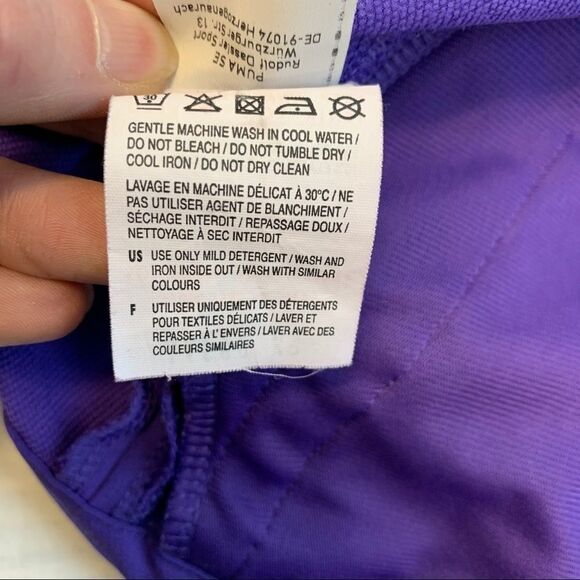 PUMA SE
Rudolf Dassler Sport
Würzburger Str. 13
DE-91074 Herzogenaurach
30
GENTLE MACHINE WASH IN COOL WATER /
DO NOT BLEACH / DO NOT TUMBLE DRY /
COOL IRON / DO NOT DRY CLEAN
LAVAGE EN MACHINE DÉLICAT À 30°C / NE
PAS UTILISER AGENT DE BLANCHIMENT /
SÉCHAGE INTERDIT / REPASSAGE DOUX /
NETTOYAGE À SEC INTERDIT
US USE ONLY MILD DETERGENT / WASH AND
IRON INSIDE OUT / WASH WITH SIMILAR
COLOURS
F UTILISER UNIQUEMENT DES DÉTERGENTS
POUR TEXTILES DÉLICATS / LAVER ET
REPASSER À L'ENVERS / LAVER AVEC DES
COULEURS SIMILAIRES